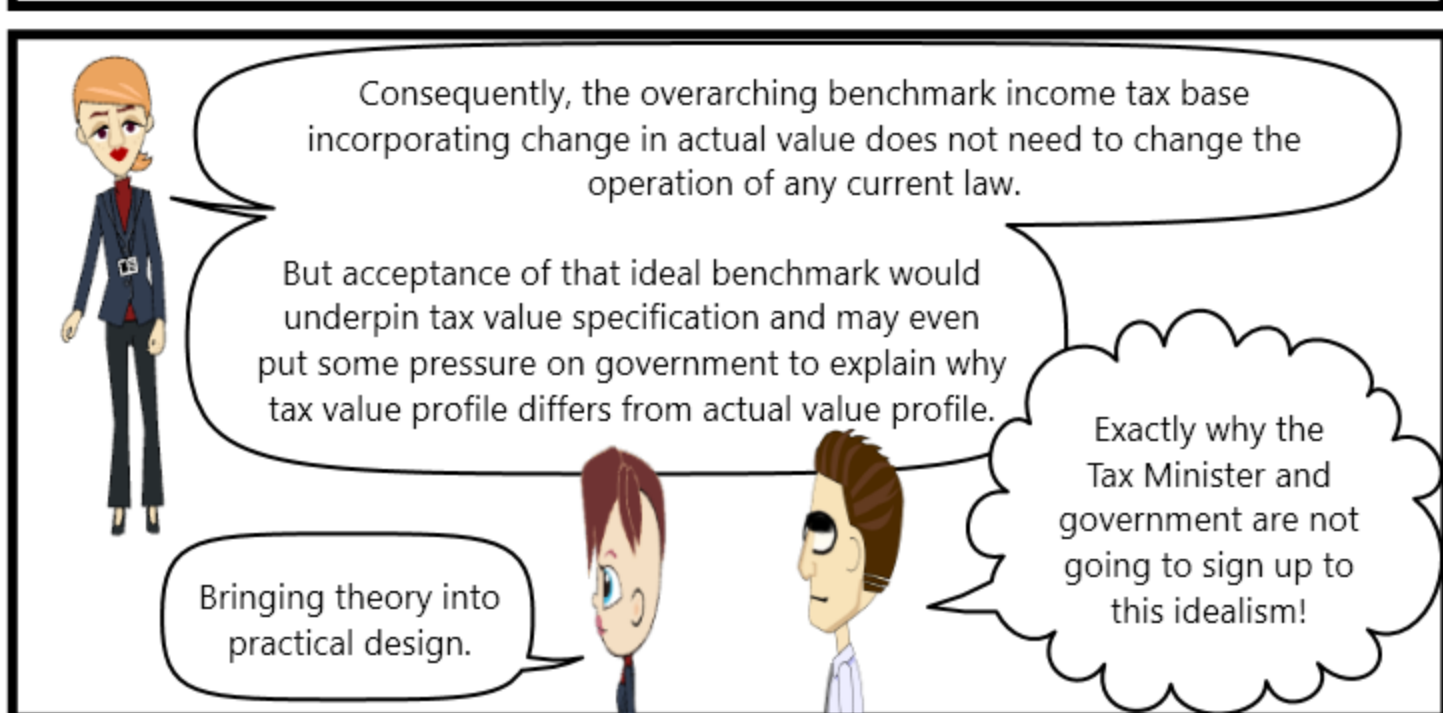 Consequently, the overarching benchmark income tax base
incorporating change in actual value does not need to change the
operation of any current law.
But acceptance of that ideal benchmark would
underpin tax value specification and may even
put some pressure on government to explain why
tax value profile differs from actual value profile.
Exactly why the
Tax Minister and
government are not
going to sign up to
this idealism!
Bringing theory into
practical design.